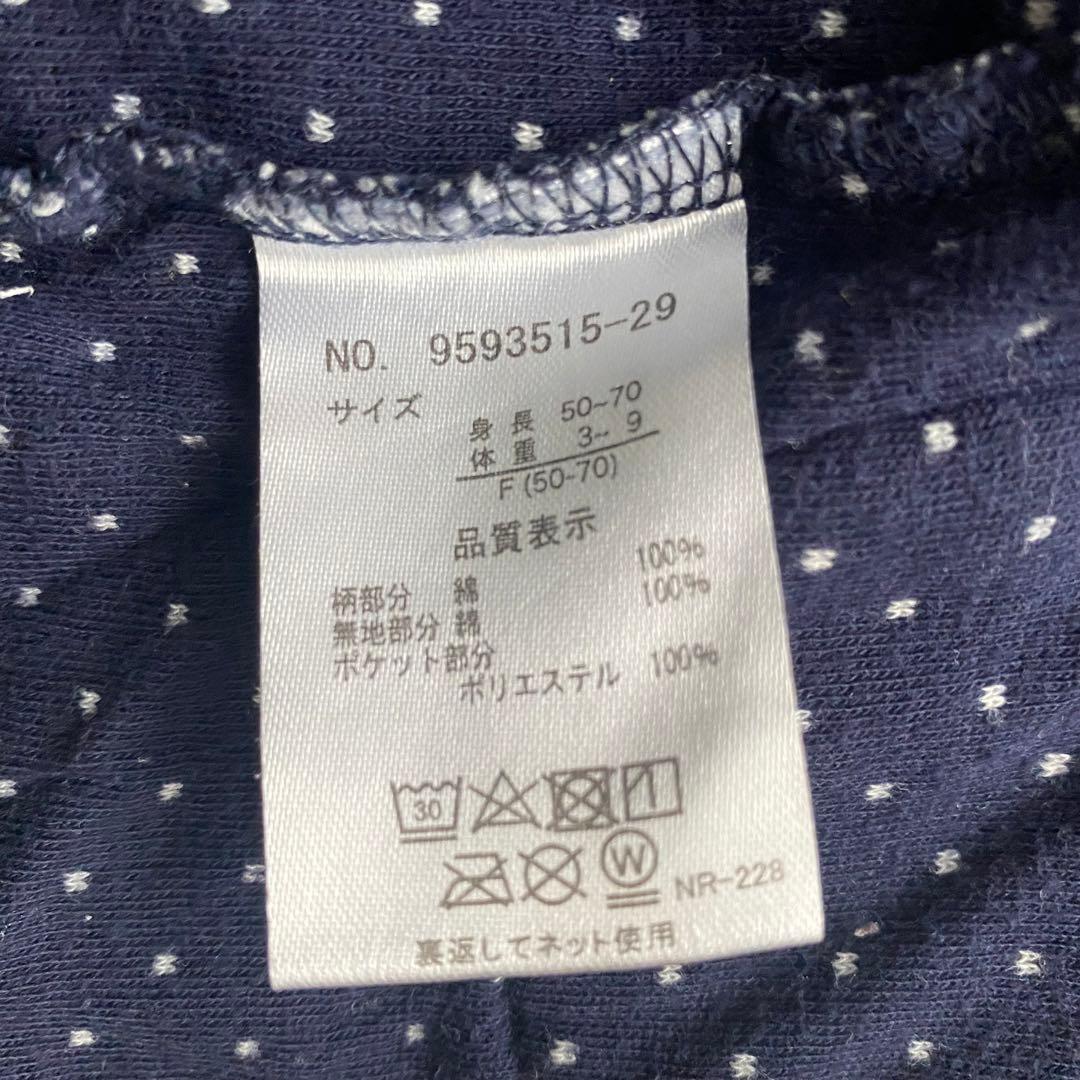 NO. 9593515-29
サイズ
身長 50~70
体重 3~ 9
F (50-70)
品質表示
柄部分 綿 100%
無地部分 綿 100%
ポケット部分
ポリエステル 100%
30
W
NR-228
裏返してネット使用